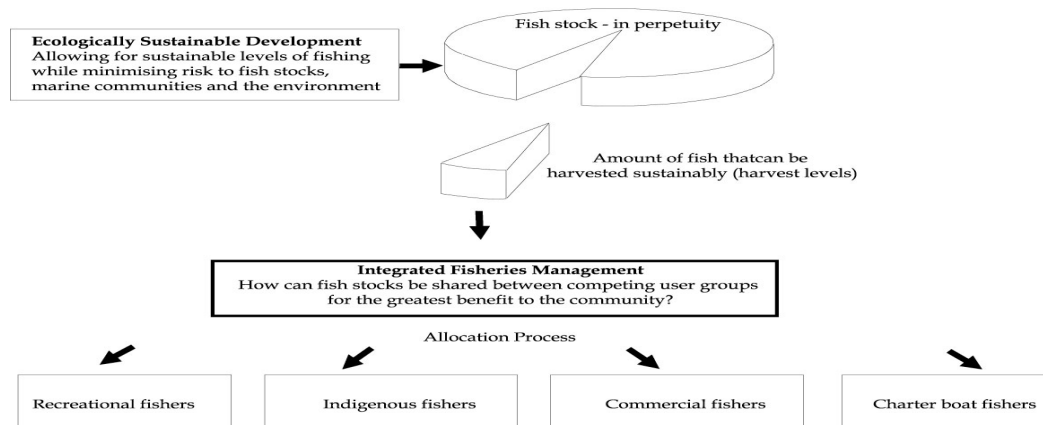 Fish stock - in perpetuity
Ecologically Sustainable Development
Allowing for sustainable levels of fishing
while minimising risk to fish stocks,
marine communities and the environment
Amount of fish thatcan be
harvested sustainably (harvest levels)
Integrated Fisheries Management
How can fish stocks be shared between competing user groups
for the greatest benefit to the community?
Allocation Process
Recreational fishers
Indigenous fishers
Commercial fishers
Charter boat fishers